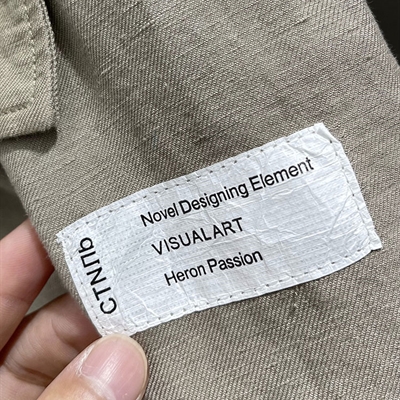 CTNПb
Novel Designing Element
VISUALART
Heron Passion